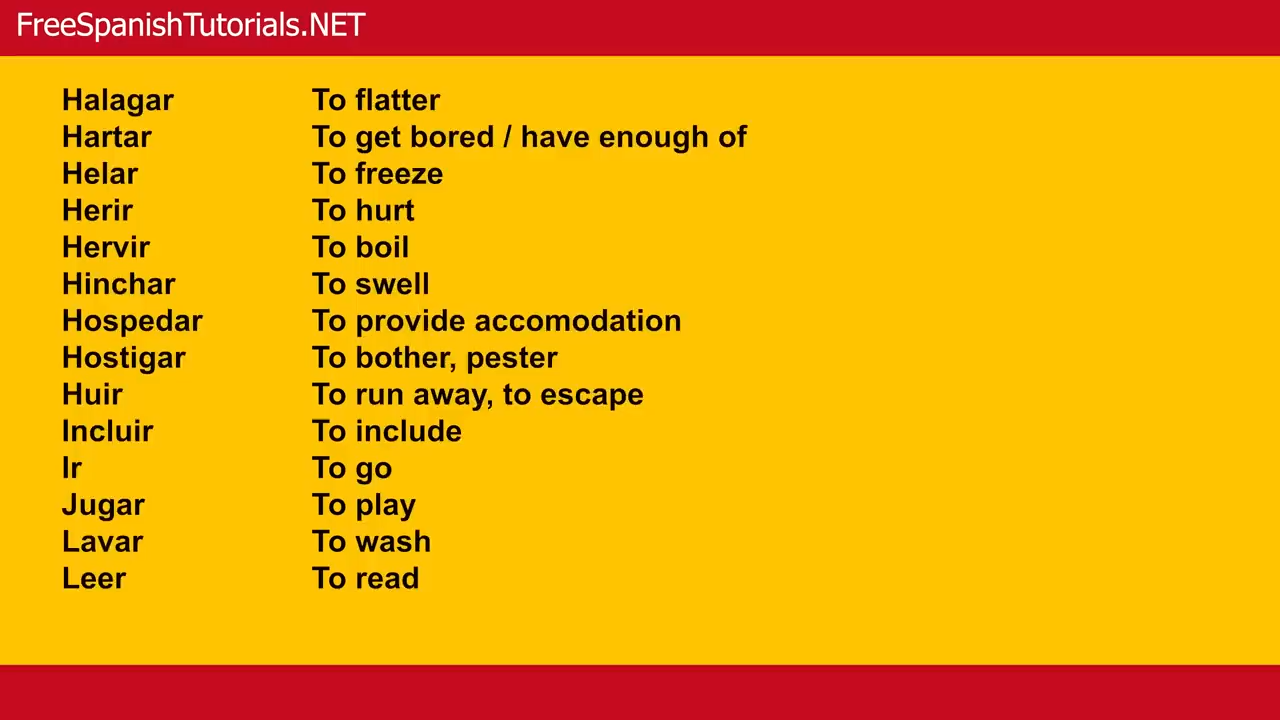 FreeSpanishTutorials.NET
Halagar To flatter
Hartar To get bored / have enough of
Helar To freeze
Herir To hurt
Hervir To boil
Hinchar To swell
Hospedar To provide accomodation
Hostigar To bother, pester
Huir To run away, to escape
Incluir To include
Ir To go
Jugar To play
Lavar To wash
Leer To read